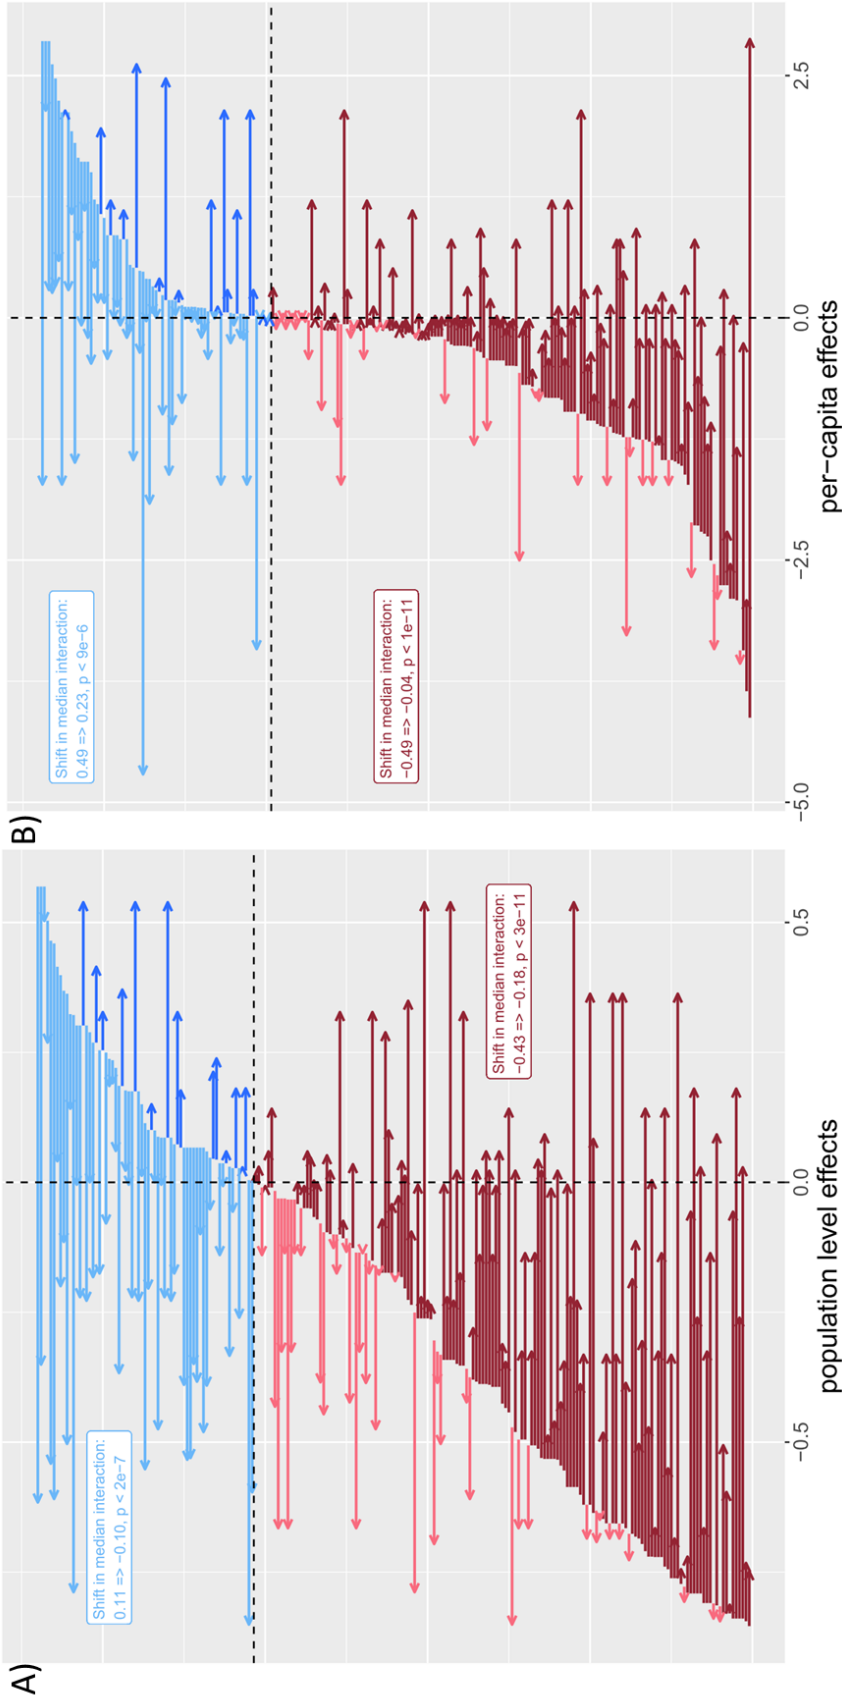 A)
Shift in median interaction:
0.11 => −0.10, p < 2e−7
Shift in median interaction:
−0.43 => −0.18, p < 3e−11
−0.5
0.0
0.5
population level effects
B)
Shift in median interaction:
0.49 => 0.23, p < 9e−6
Shift in median interaction:
−0.49 => −0.04, p < 1e−11
−5.0
−2.5
0.0
2.5
per−capita effects